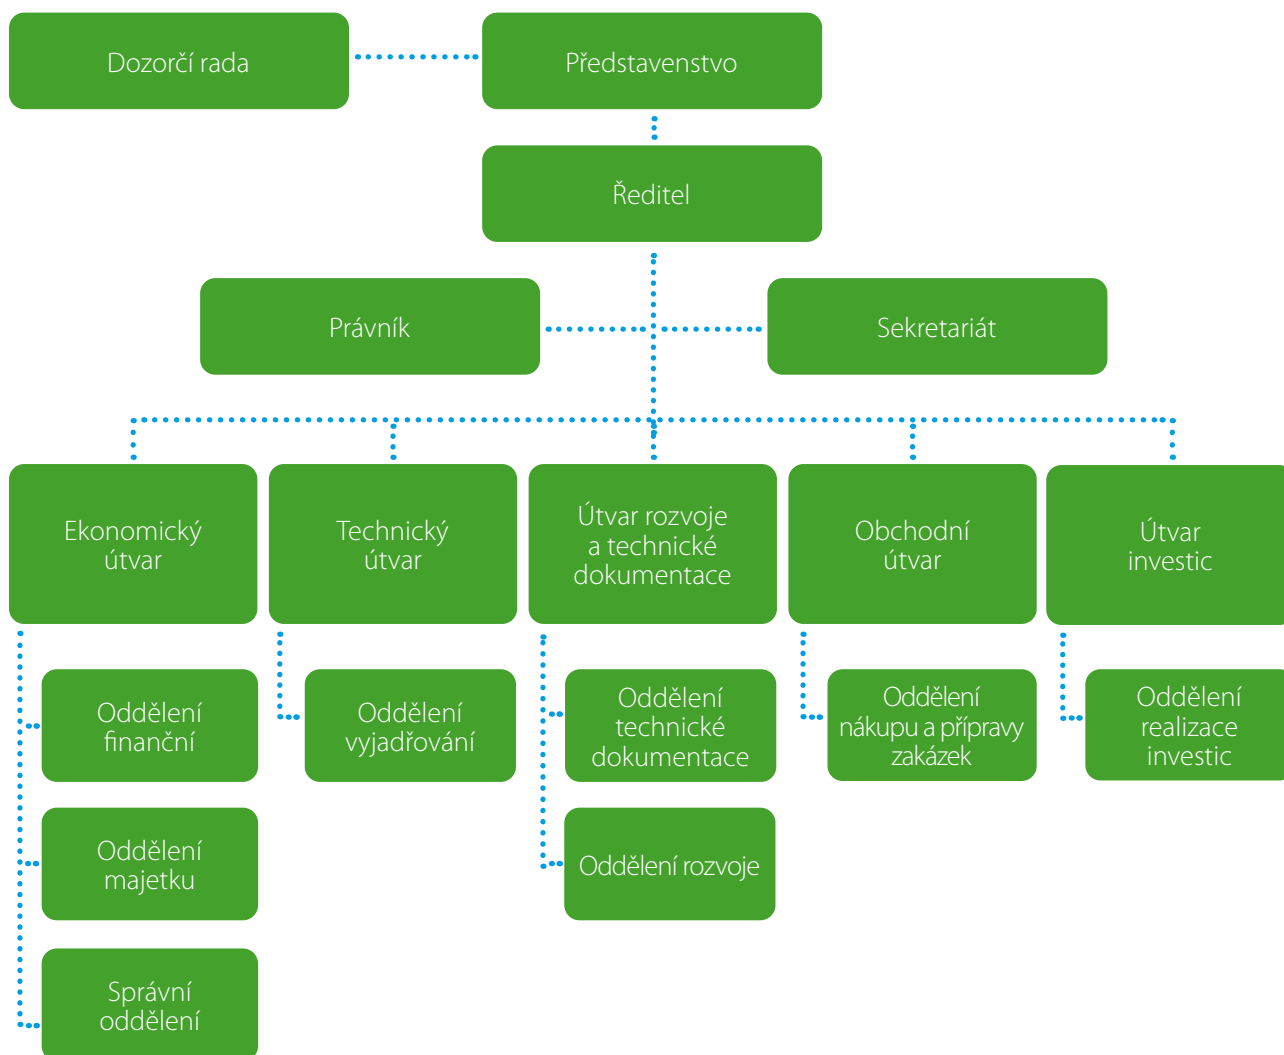 Dozorčí rada
Představenstvo
Ředitel
Právník
Sekretariát
Ekonomický
útvar
Technický
útvar
Útvar rozvoje
a technické
dokumentace
Obchodní
útvar
Útvar
investic
Oddělení
finanční
Oddělení
vyjadřování
Oddělení
technické
dokumentace
Oddělení
nákupu a přípravy
zakázek
Oddělení
realizace
investic
Oddělení
majetku
Oddělení rozvoje
Správní
oddělení